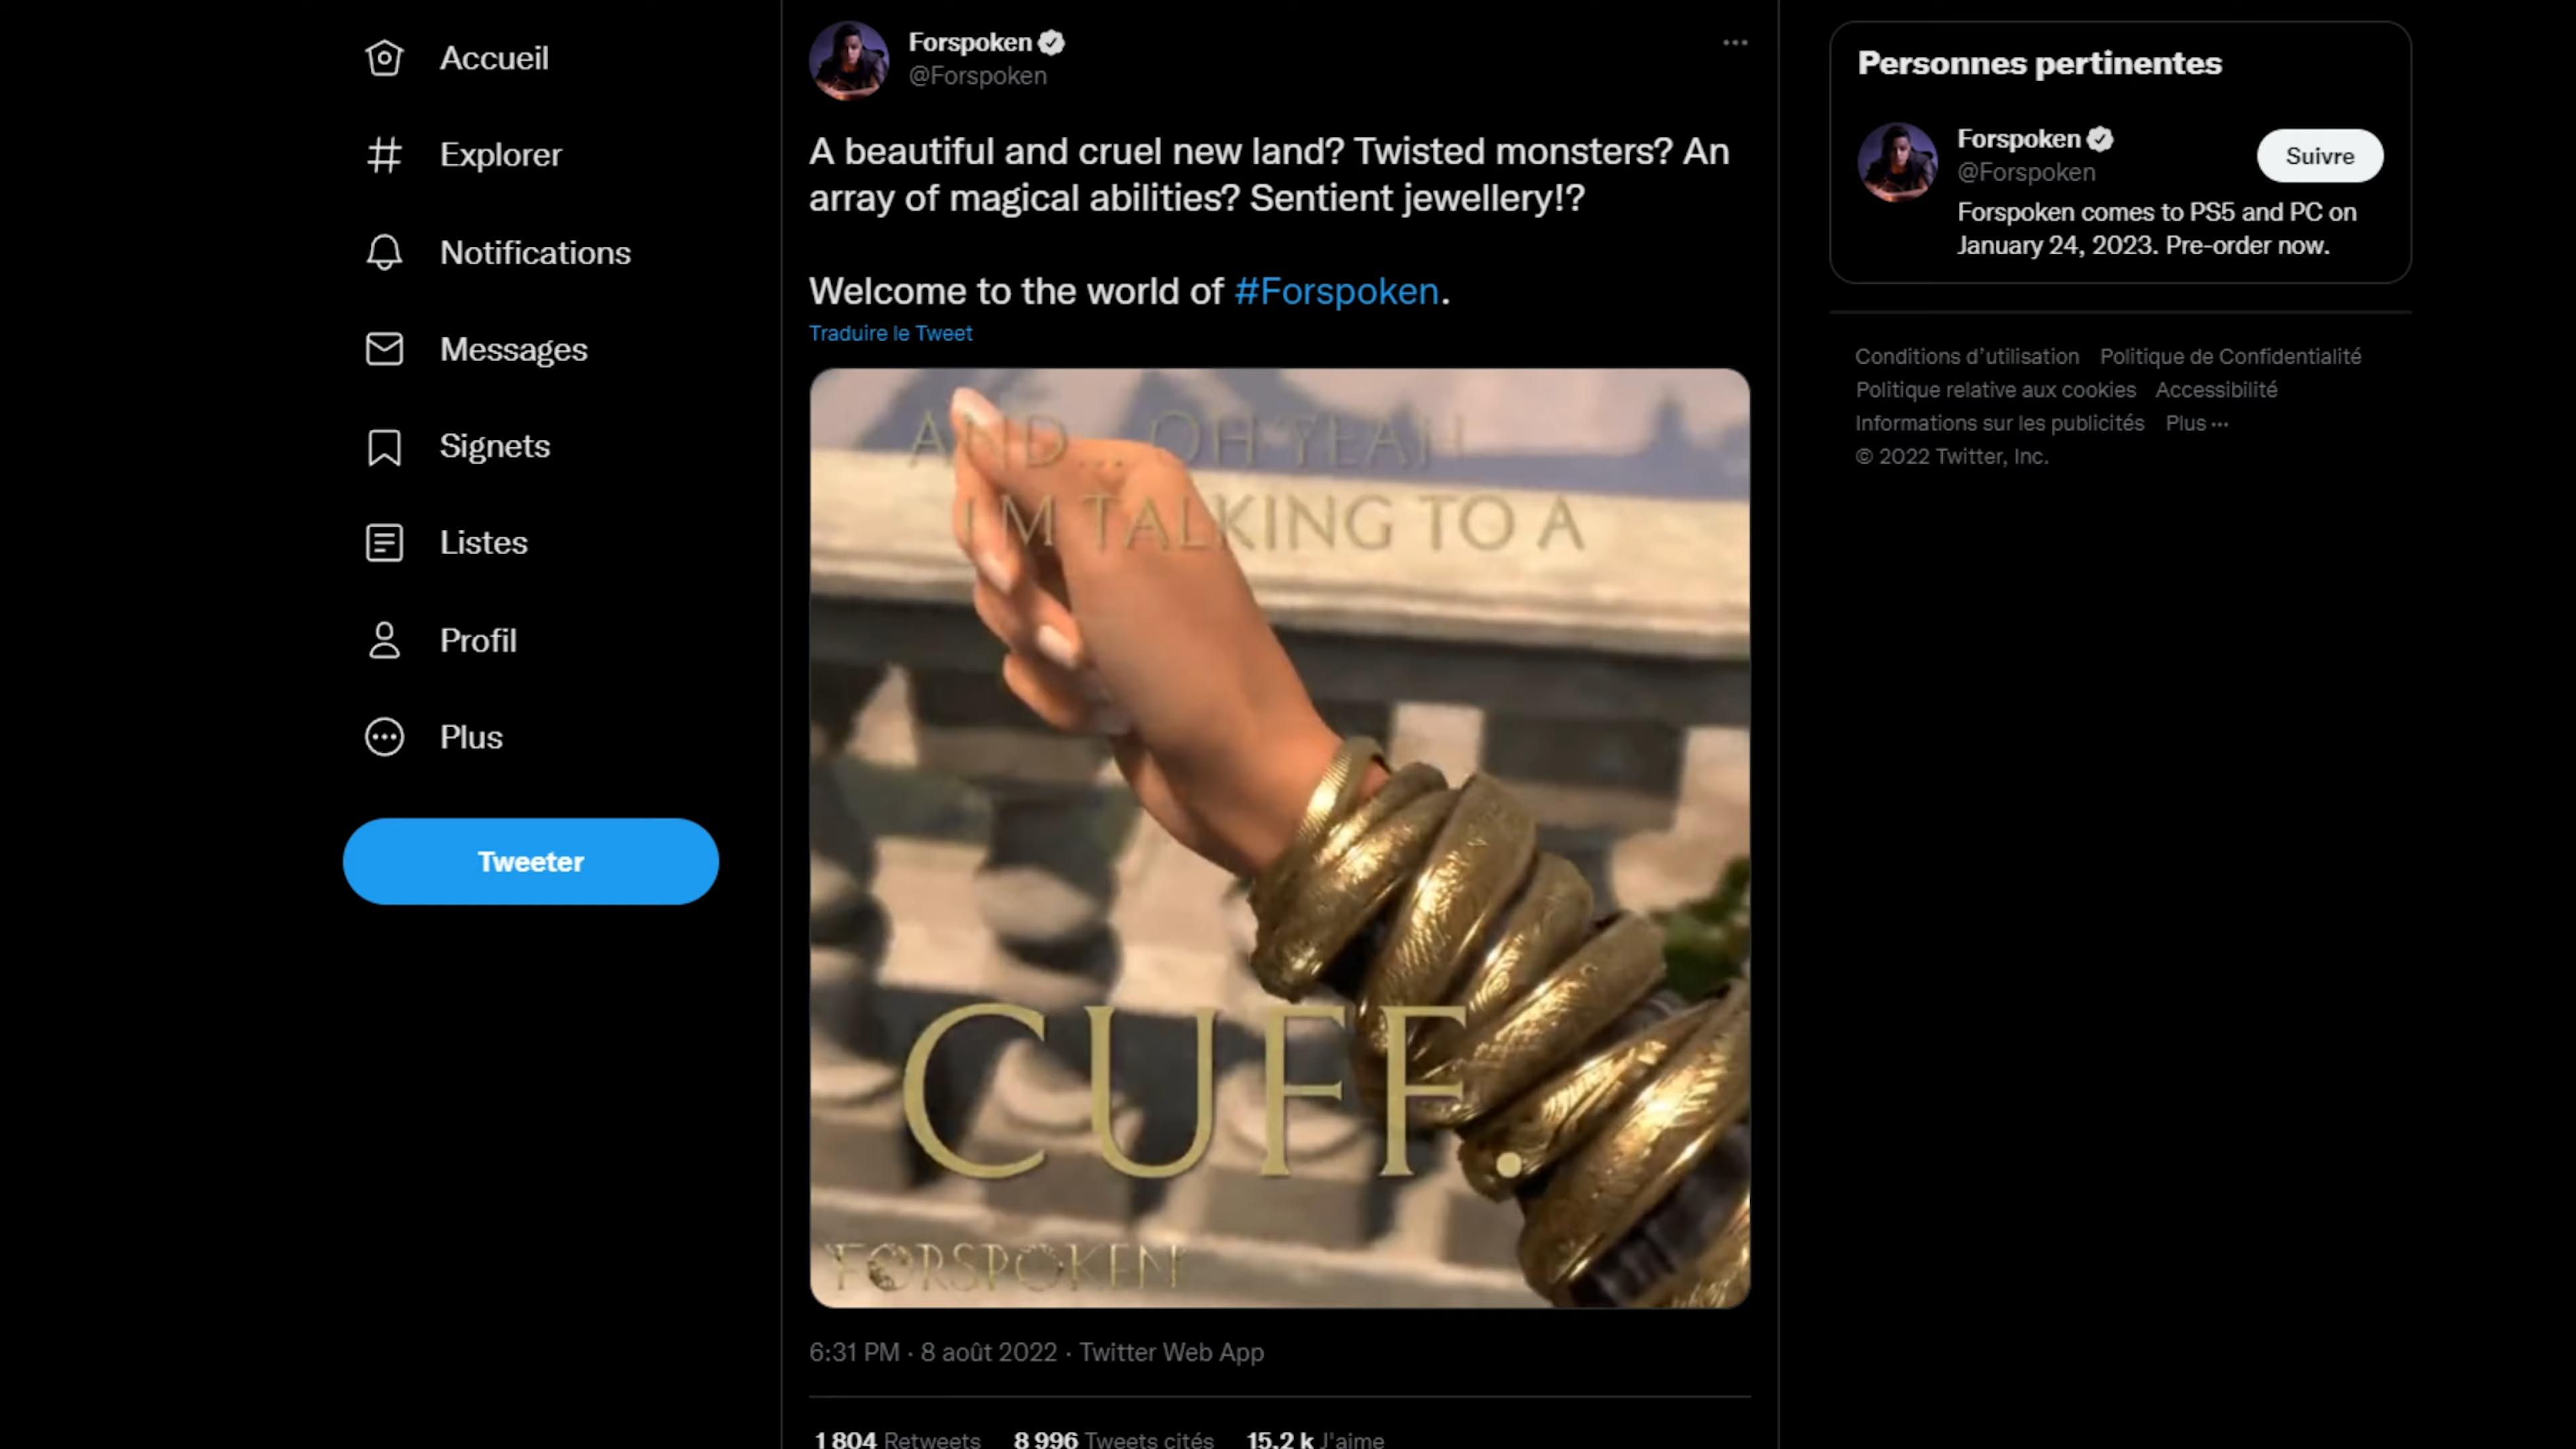 Accueil
Explorer
Notifications
Messages
Signets
Listes
Profil
Plus
Tweeter
Forspoken
@Forspoken
A beautiful and cruel new land? Twisted monsters? An
array of magical abilities? Sentient jewellery!?
Welcome to the world of #Forspoken.
Traduire le Tweet
AND... OH YEAH
I'M TALKING TO A
CUFF.
FORSPOKEN
6:31 PM · 8 août 2022 · Twitter Web App
1 804 Retweets 8 996 Tweets cités 15,2 k J'aime
Personnes pertinentes
Forspoken
@Forspoken
Suivre
Forspoken comes to PS5 and PC on
January 24, 2023. Pre-order now.
Conditions d'utilisation Politique de Confidentialité
Politique relative aux cookies Accessibilité
Informations sur les publicités Plus ···
© 2022 Twitter, Inc.